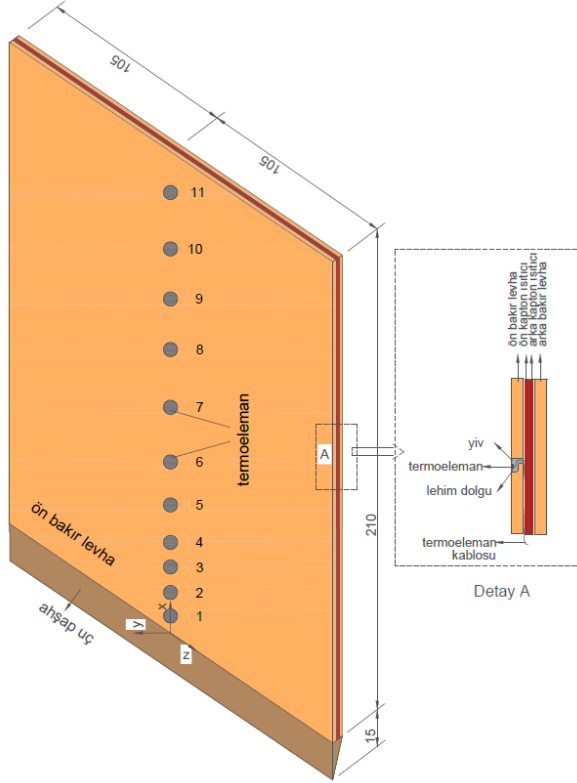 105
105
11
10
9
8
7
6
5
4
3
2
1
termoeleman
ön bakır levha
ahşap uç
x
y
z
A
210
15
ön bakır levha
ön kapton ısıtıcı
arka kapton ısıtıcı
arka bakır levha
yiv
termoeleman
lehim dolgu
termoeleman
kablosu
Detay A